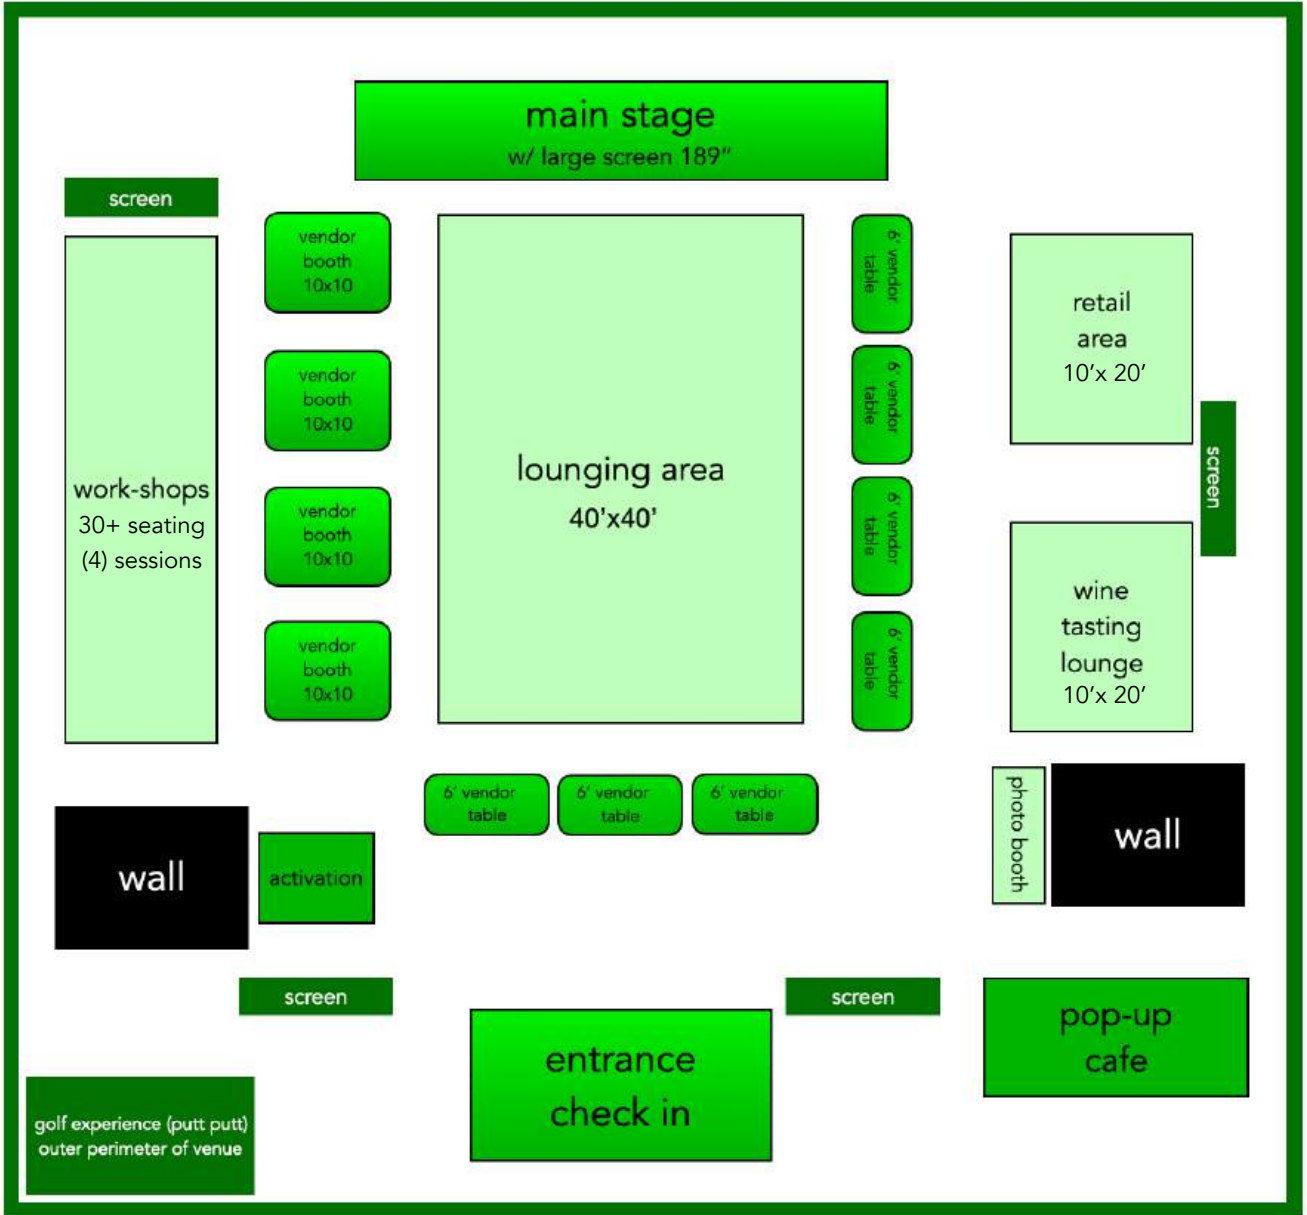 main stage
w/ large screen 189"
screen
vendor
booth
10x10
6' vendor
table
retail
area
10'x 20'
vendor
booth
10x10
6' vendor
table
lounging area
40'x40'
screen
work-shops
30+ seating
(4) sessions
vendor
booth
10x10
6' vendor
table
wine
tasting
lounge
10'x 20'
vendor
booth
10x10
6' vendor
table
6' vendor
table
6' vendor
table
6' vendor
table
photo booth
wall
wall
activation
screen
screen
pop-up
cafe
entrance
check in
golf experience (putt putt)
outer perimeter of venue